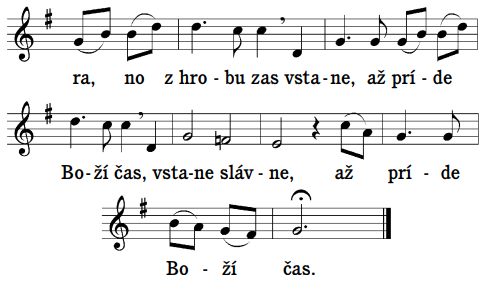 ra, no z hro - bu zas vsta - ne, až prí - de
Bo - ží čas, vsta - ne sláv - ne, až prí - de
Bo - ží čas.